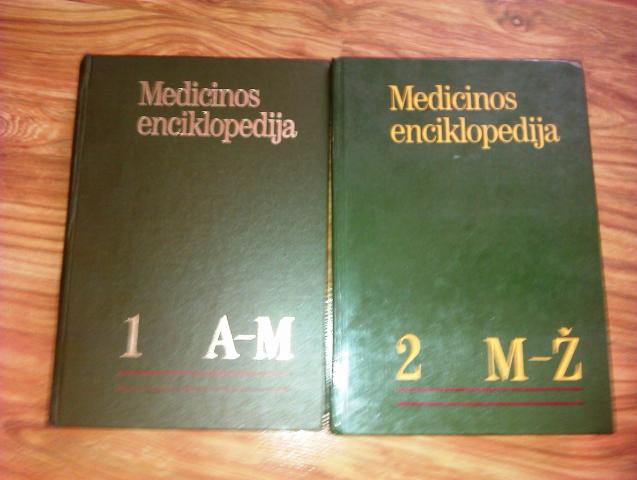 Medicinos
enciklopedija
1 A-M
Medicinos
enciklopedija
2 M-Ž